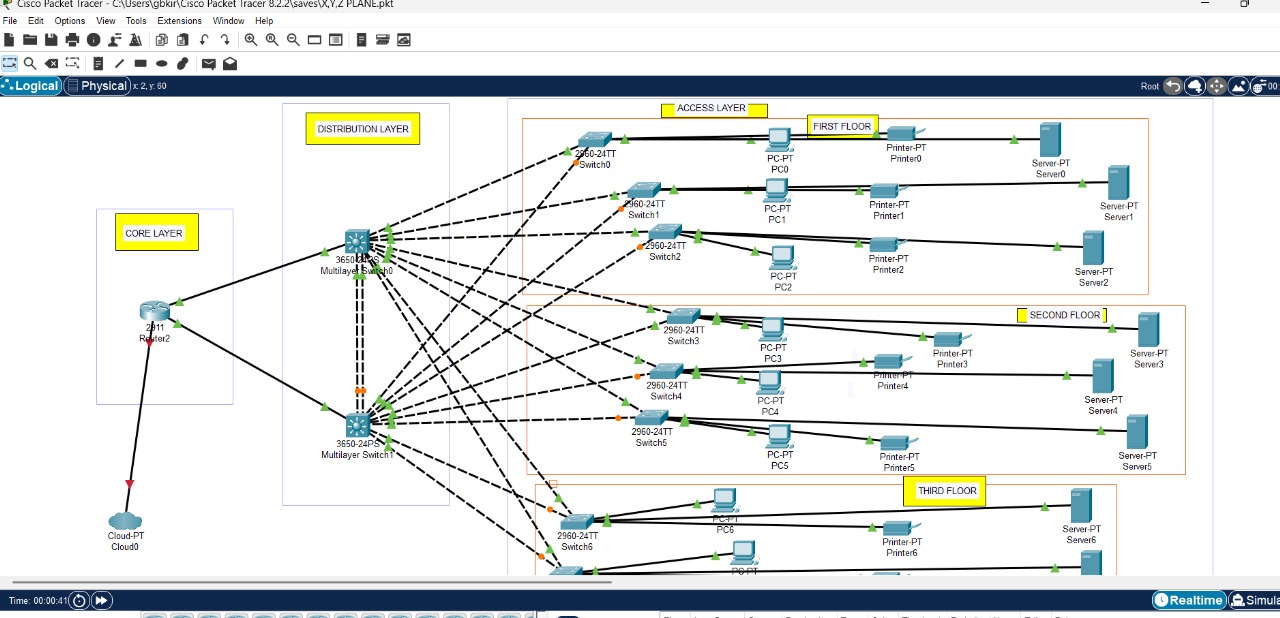 Cisco Packet Tracer - C:\Users\gbkir\Cisco Packet Tracer 8.2.2\saves\X,Y,Z PLANE.pkt
File Edit Options View Tools Extensions Window Help
Logical Physical x: 2, y: 60 Root 00:
ACCESS LAYER
DISTRIBUTION LAYER
FIRST FLOOR
2960-24TT
Switch0
PC-PT
PC0
Printer-PT
Printer0
Server-PT
Server0
2960-24TT
Switch1
PC-PT
PC1
Printer-PT
Printer1
Server-PT
Server1
CORE LAYER
2960-24TT
Switch2
PC-PT
PC2
Printer-PT
Printer2
Server-PT
Server2
3650-24PS
Multilayer Switch0
2911
Router2
SECOND FLOOR
2960-24TT
Switch3
PC-PT
PC3
Printer-PT
Printer3
Server-PT
Server3
2960-24TT
Switch4
PC-PT
PC4
Printer-PT
Printer4
Server-PT
Server4
3650-24PS
Multilayer Switch1
2960-24TT
Switch5
PC-PT
PC5
Printer-PT
Printer5
Server-PT
Server5
THIRD FLOOR
Cloud-PT
Cloud0
2960-24TT
Switch6
PC-PT
PC6
Printer-PT
Printer6
Server-PT
Server6
PC-PT
Time: 00:00:41 Realtime Simula